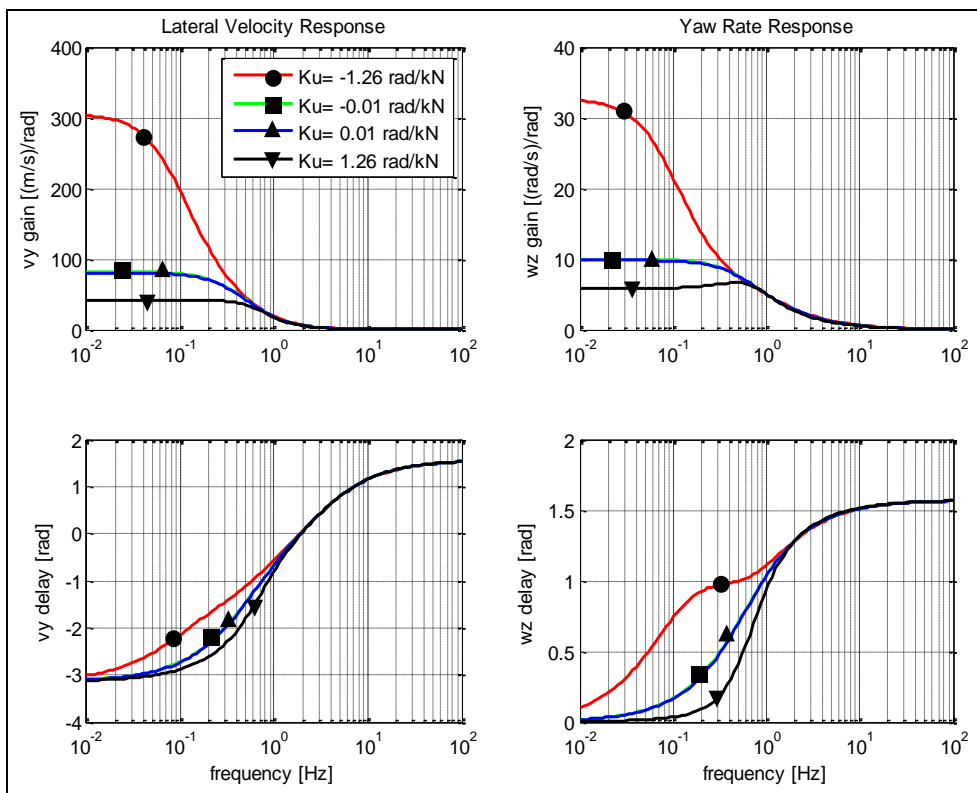 Lateral Velocity Response
400
300
200
100
0
vy gain [(m/s)/rad]
10^-2 10^-1 10^0 10^1 10^2
Ku= -1.26 rad/kN
Ku= -0.01 rad/kN
Ku= 0.01 rad/kN
Ku= 1.26 rad/kN
Yaw Rate Response
40
30
20
10
0
wz gain [(rad/s)/rad]
10^-2 10^-1 10^0 10^1 10^2
2
1
0
-1
-2
-3
-4
vy delay [rad]
10^-2 10^-1 10^0 10^1 10^2
frequency [Hz]
2
1.5
1
0.5
0
wz delay [rad]
10^-2 10^-1 10^0 10^1 10^2
frequency [Hz]